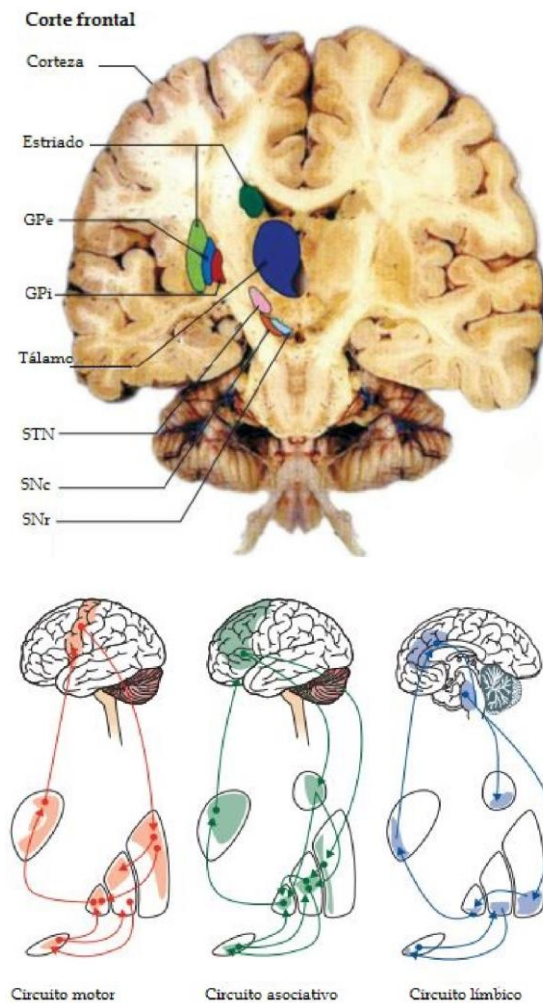 Corte frontal
Corteza
Estriado
GPe
GPi
Tálamo
STN
SNc
SNr
Circuito motor
Circuito asociativo
Circuito límbico